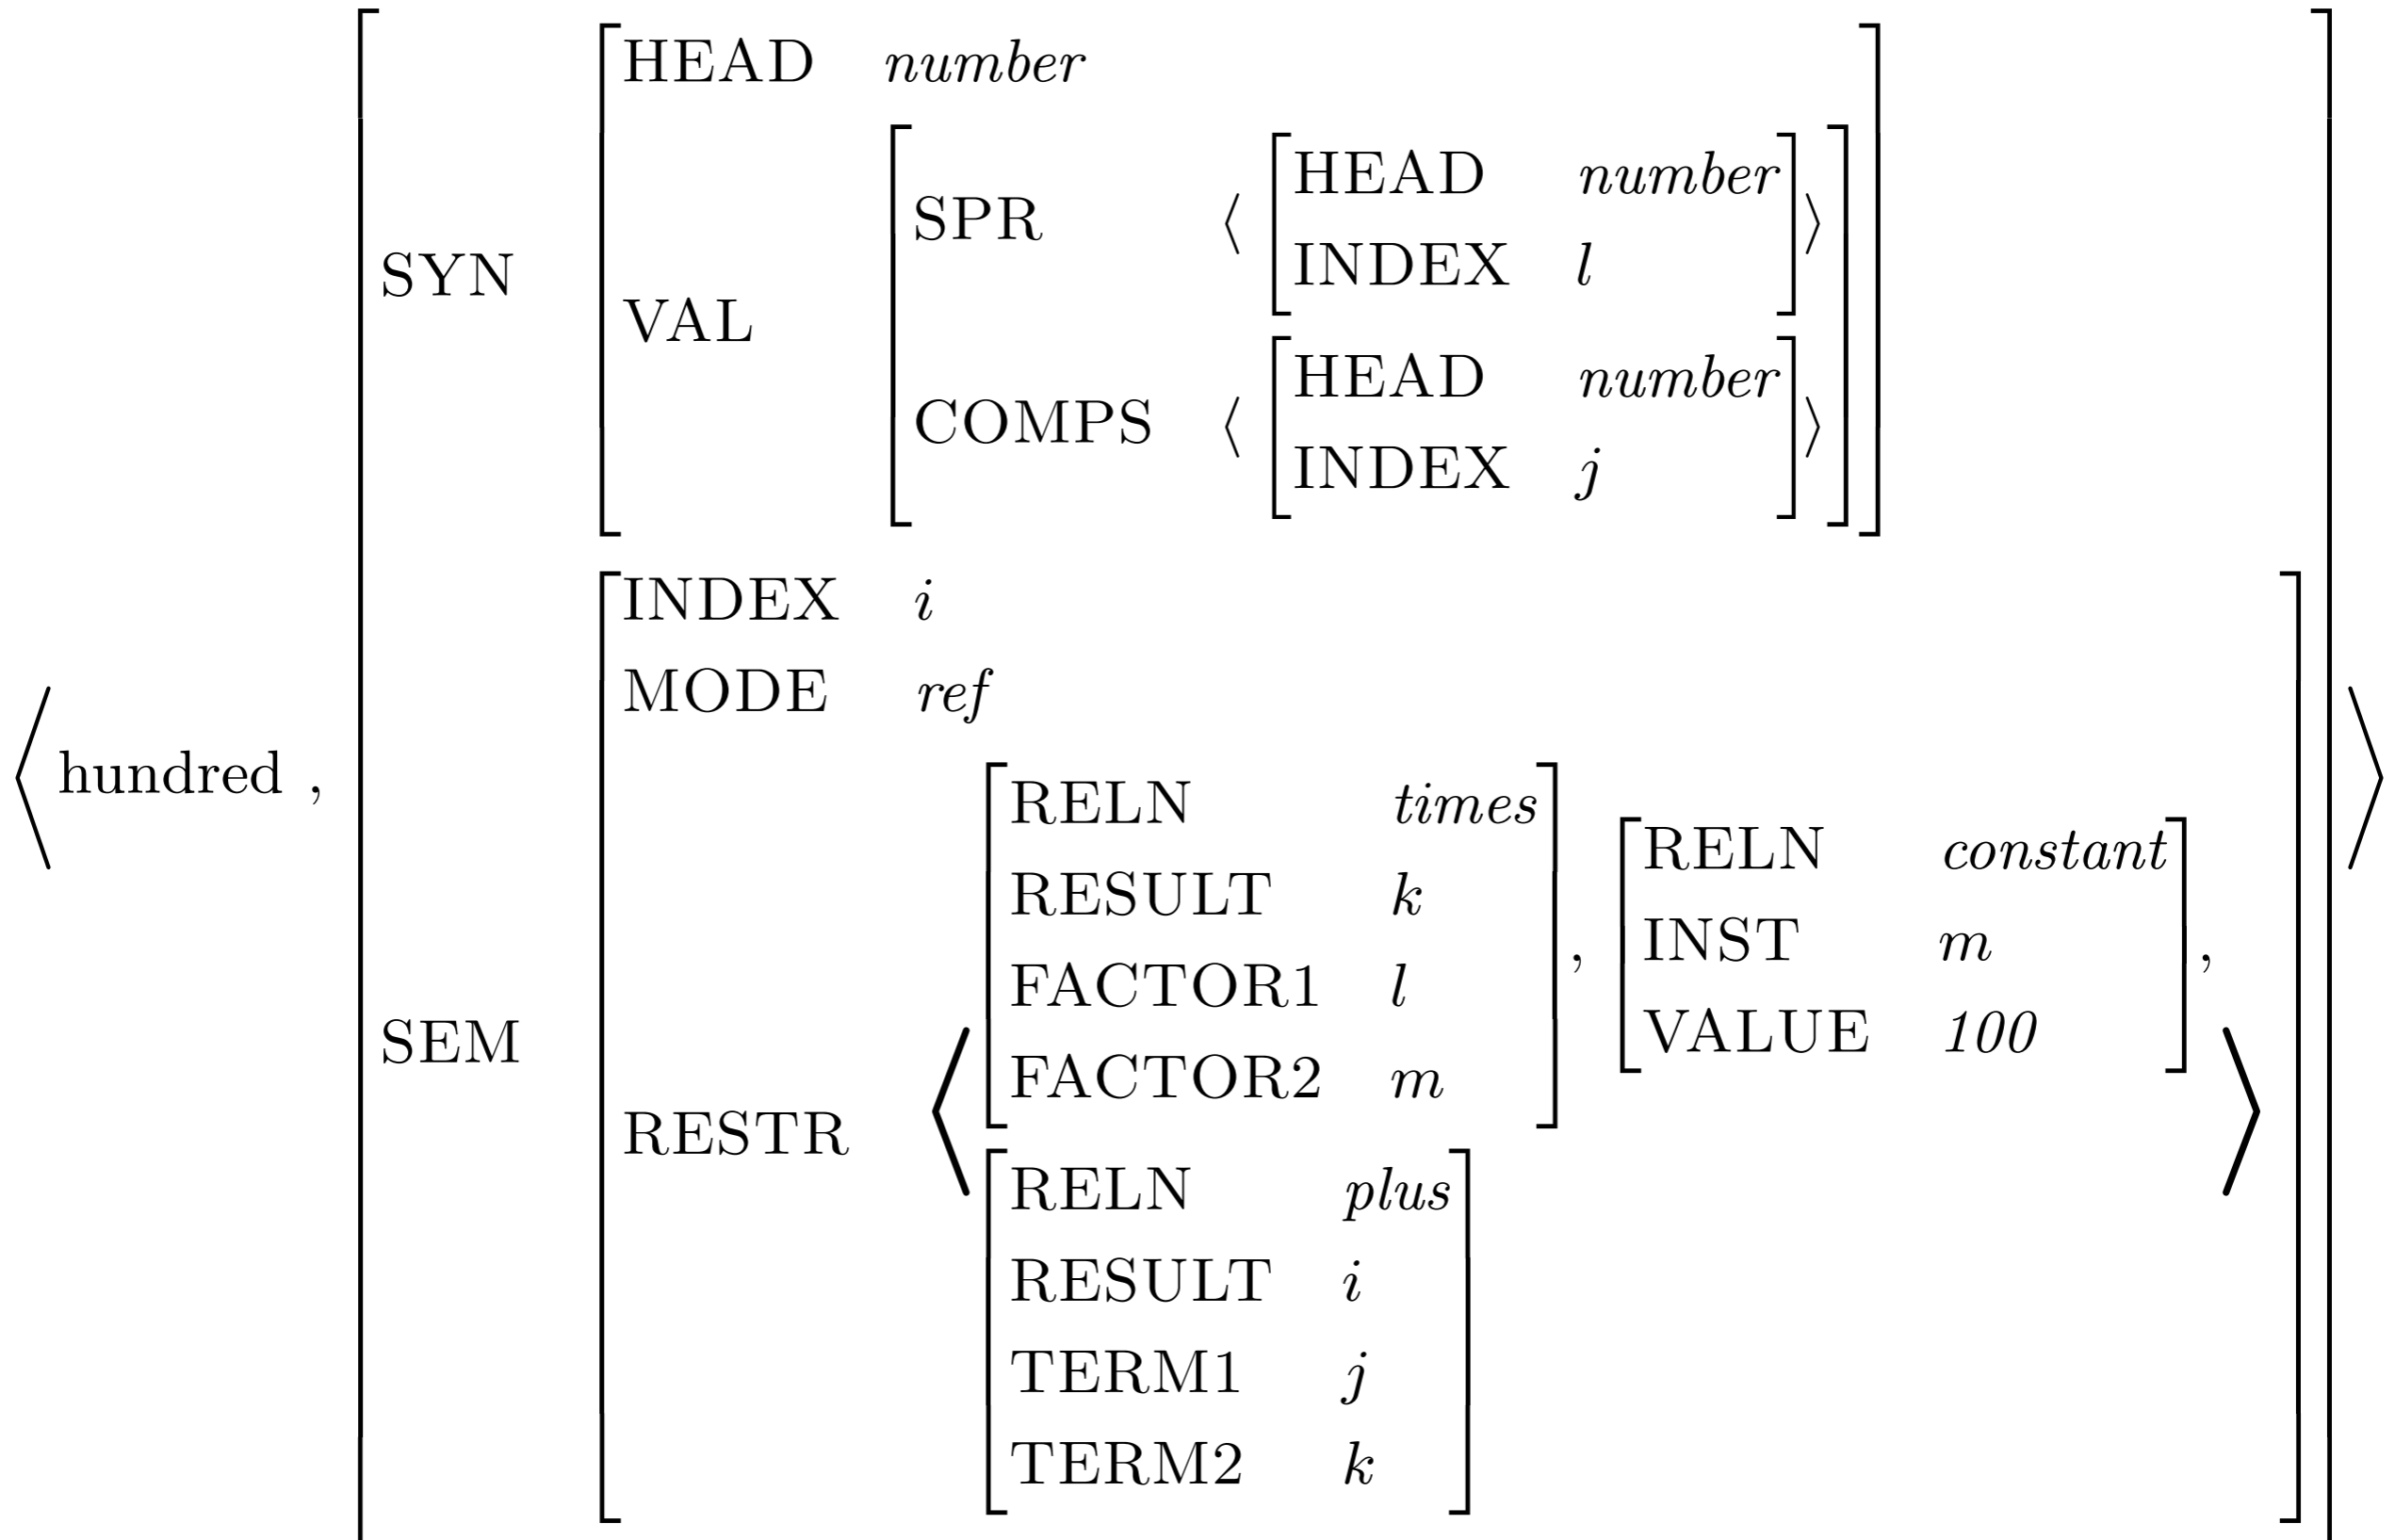 HEAD number
SPR ⟨ [HEAD number
SYN INDEX l] ⟩
VAL
COMPS ⟨ [HEAD number
INDEX j] ⟩
INDEX i
MODE ref
⟨ hundred , RELN times
RELN constant
RESULT k
INST m
FACTOR1 l ,
VALUE 100 ,
SEM
FACTOR2 m
RESTR
RELN plus
RESULT i
TERM1 j
TERM2 k